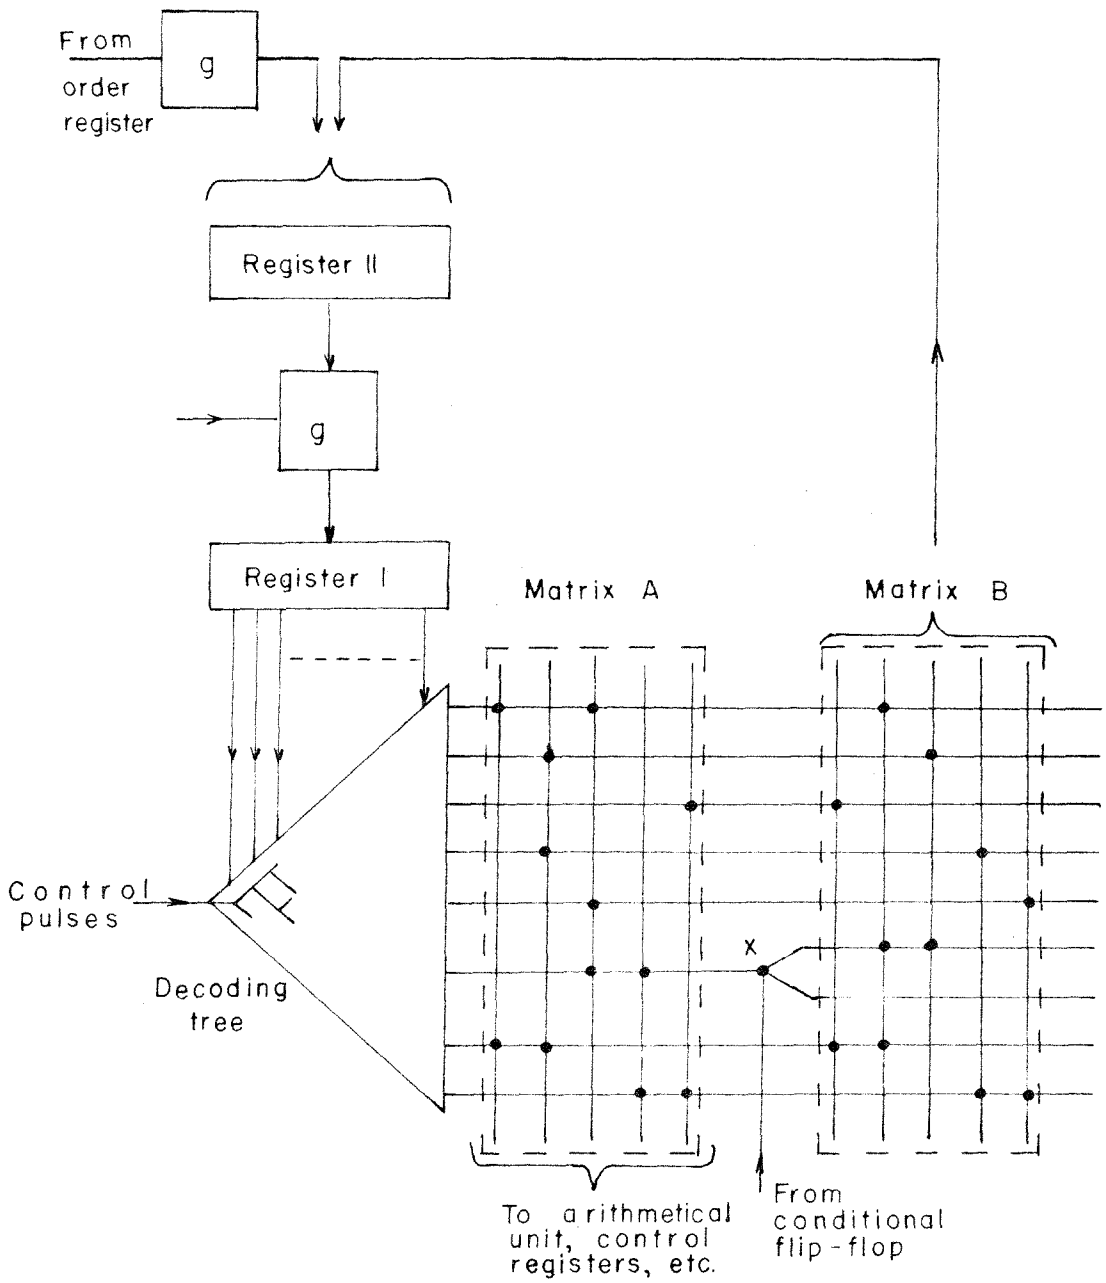 From
order
register
g
Register II
g
Register I
Matrix A
Matrix B
Control
pulses
Decoding
tree
x
To arithmetical
unit, control
registers, etc.
From
conditional
flip-flop